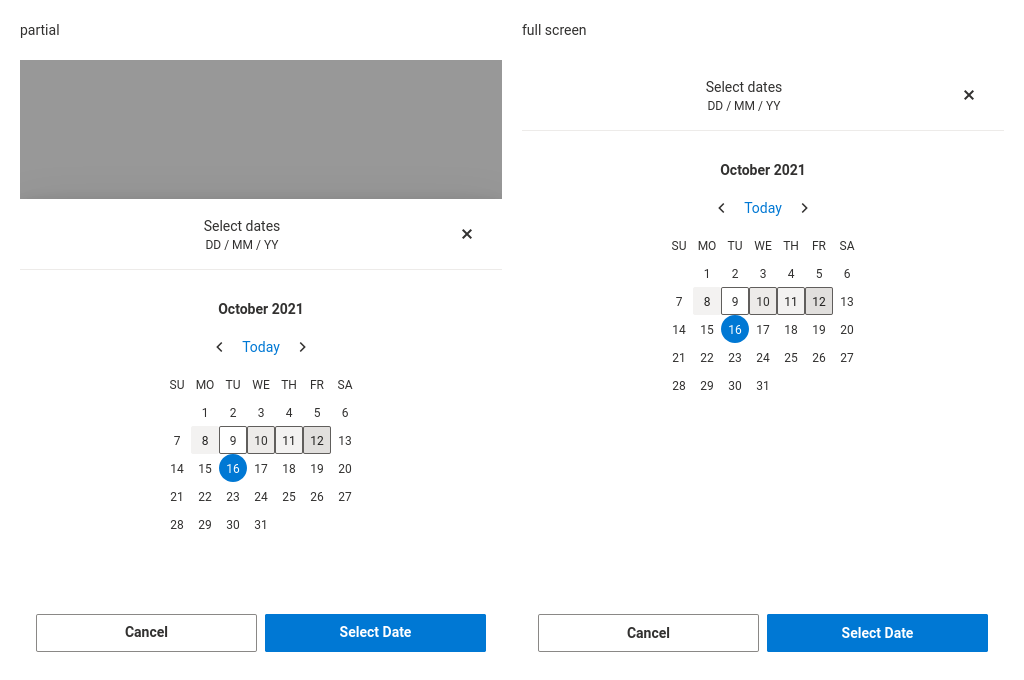 partial
Select dates
DD / MM / YY
October 2021
Today
SU MO TU WE TH FR SA
1 2 3 4 5 6
7 8 9 10 11 12 13
14 15 16 17 18 19 20
21 22 23 24 25 26 27
28 29 30 31
Cancel Select Date
full screen
Select dates
DD / MM / YY
October 2021
Today
SU MO TU WE TH FR SA
1 2 3 4 5 6
7 8 9 10 11 12 13
14 15 16 17 18 19 20
21 22 23 24 25 26 27
28 29 30 31
Cancel Select Date